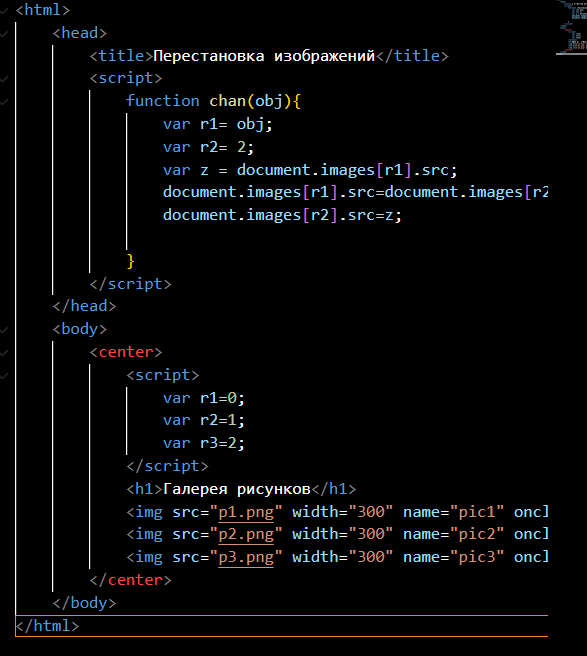 <html>
<head>
<title>Перестановка изображений</title>
<script>
function chan(obj){
var r1= obj;
var r2= 2;
var z = document.images[r1].src;
document.images[r1].src=document.images[r2
document.images[r2].src=z;
}
</script>
</head>
<body>
<center>
<script>
var r1=0;
var r2=1;
var r3=2;
</script>
<h1>Галерея рисунков</h1>
<img src="p1.png" width="300" name="pic1" oncl
<img src="p2.png" width="300" name="pic2" oncl
<img src="p3.png" width="300" name="pic3" oncl
</center>
</body>
</html>